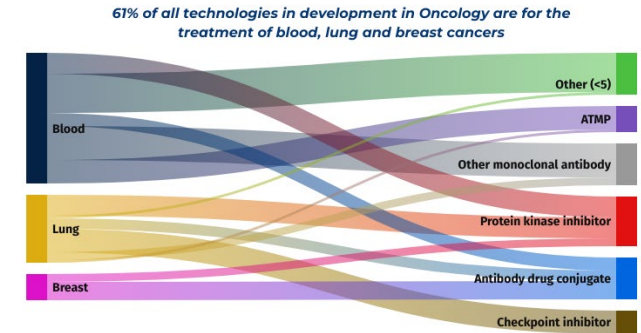 61% of all technologies in development in Oncology are for the
treatment of blood, lung and breast cancers
Other (<5)
ATMP
Blood
Other monoclonal antibody
Protein kinase inhibitor
Lung
Antibody drug conjugate
Breast
Checkpoint inhibitor